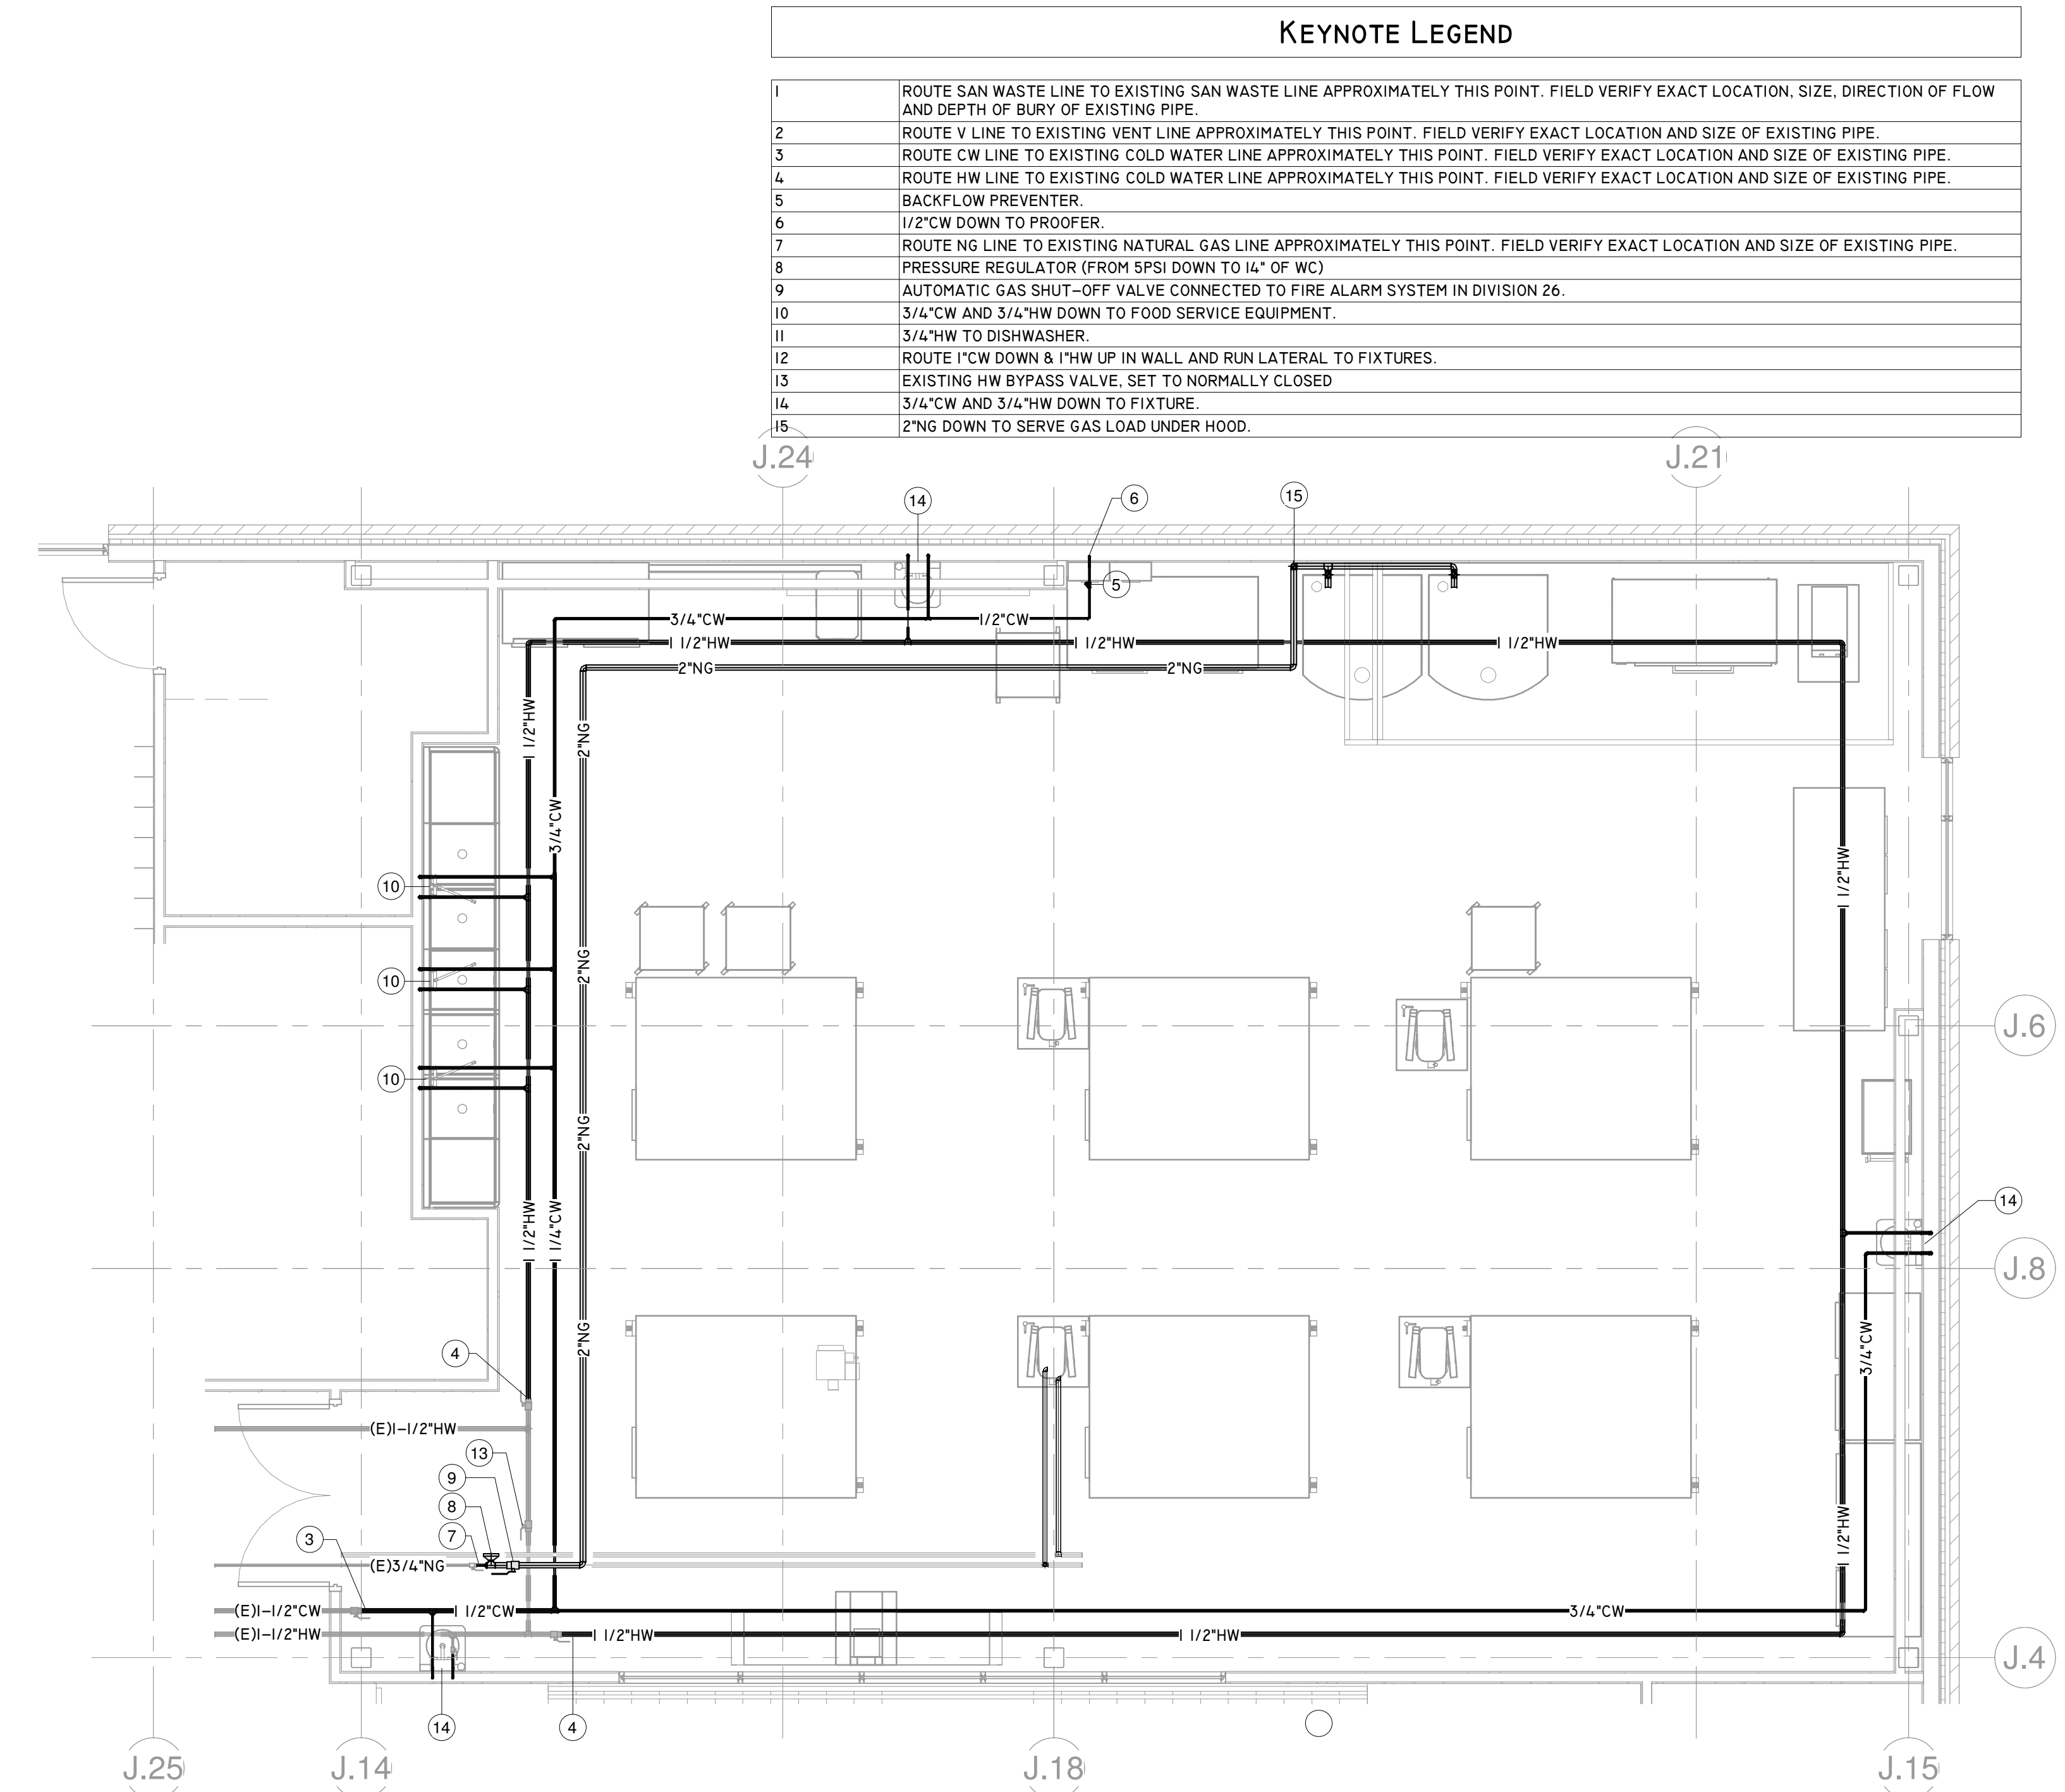 KEYNOTE LEGEND
1 ROUTE SAN WASTE LINE TO EXISTING SAN WASTE LINE APPROXIMATELY THIS POINT. FIELD VERIFY EXACT LOCATION, SIZE, DIRECTION OF FLOW
AND DEPTH OF BURY OF EXISTING PIPE.
2 ROUTE V LINE TO EXISTING VENT LINE APPROXIMATELY THIS POINT. FIELD VERIFY EXACT LOCATION AND SIZE OF EXISTING PIPE.
3 ROUTE CW LINE TO EXISTING COLD WATER LINE APPROXIMATELY THIS POINT. FIELD VERIFY EXACT LOCATION AND SIZE OF EXISTING PIPE.
4 ROUTE HW LINE TO EXISTING COLD WATER LINE APPROXIMATELY THIS POINT. FIELD VERIFY EXACT LOCATION AND SIZE OF EXISTING PIPE.
5 BACKFLOW PREVENTER.
6 1/2"CW DOWN TO PROOFER.
7 ROUTE NG LINE TO EXISTING NATURAL GAS LINE APPROXIMATELY THIS POINT. FIELD VERIFY EXACT LOCATION AND SIZE OF EXISTING PIPE.
8 PRESSURE REGULATOR (FROM 5PSI DOWN TO 14" OF WC)
9 AUTOMATIC GAS SHUT-OFF VALVE CONNECTED TO FIRE ALARM SYSTEM IN DIVISION 26.
10 3/4"CW AND 3/4"HW DOWN TO FOOD SERVICE EQUIPMENT.
11 3/4"HW TO DISHWASHER.
12 ROUTE 1"CW DOWN & 1"HW UP IN WALL AND RUN LATERAL TO FIXTURES.
13 EXISTING HW BYPASS VALVE, SET TO NORMALLY CLOSED
14 3/4"CW AND 3/4"HW DOWN TO FIXTURE.
15 2"NG DOWN TO SERVE GAS LOAD UNDER HOOD.
J.24 J.21
14 6 15
5
3/4"CW 1/2"CW
1 1/2"HW 1 1/2"HW 1 1/2"HW
2"NG 2"NG
1 1/2"HW 2"NG
3/4"CW
1 1/2"HW
10
2"NG
10
J.6
10
2"NG
14
1 1/2"HW 1 1/4"CW
J.8
2"NG 3/4"CW
4
(E)1-1/2"HW
13
9
8
7
3
1 1/2"HW
(E)3/4"NG
(E)1-1/2"CW 1 1/2"CW 3/4"CW
(E)1-1/2"HW 1 1/2"HW 1 1/2"HW
J.4
14 4
J.25 J.14 J.18 J.15